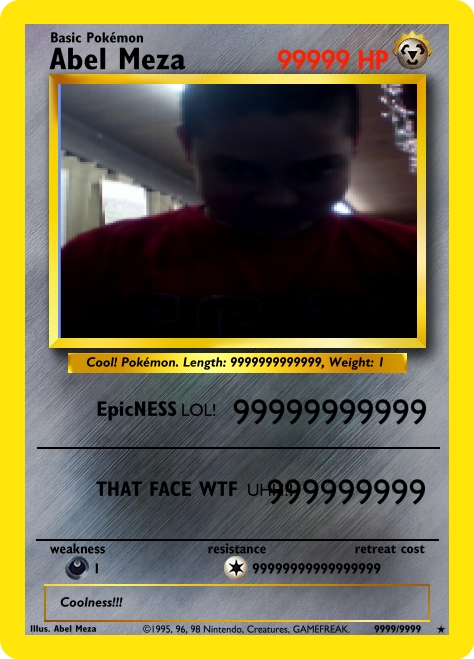 Basic Pokémon
Abel Meza 99999 HP
Cool! Pokémon. Length: 9999999999999, Weight: 1
EpicNESS LOL! 99999999999
THAT FACE WTF UHH!! 999999999
weakness resistance retreat cost
1 99999999999999999
Coolness!!!
Illus. Abel Meza ©1995, 96, 98 Nintendo, Creatures, GAMEFREAK. 9999/9999